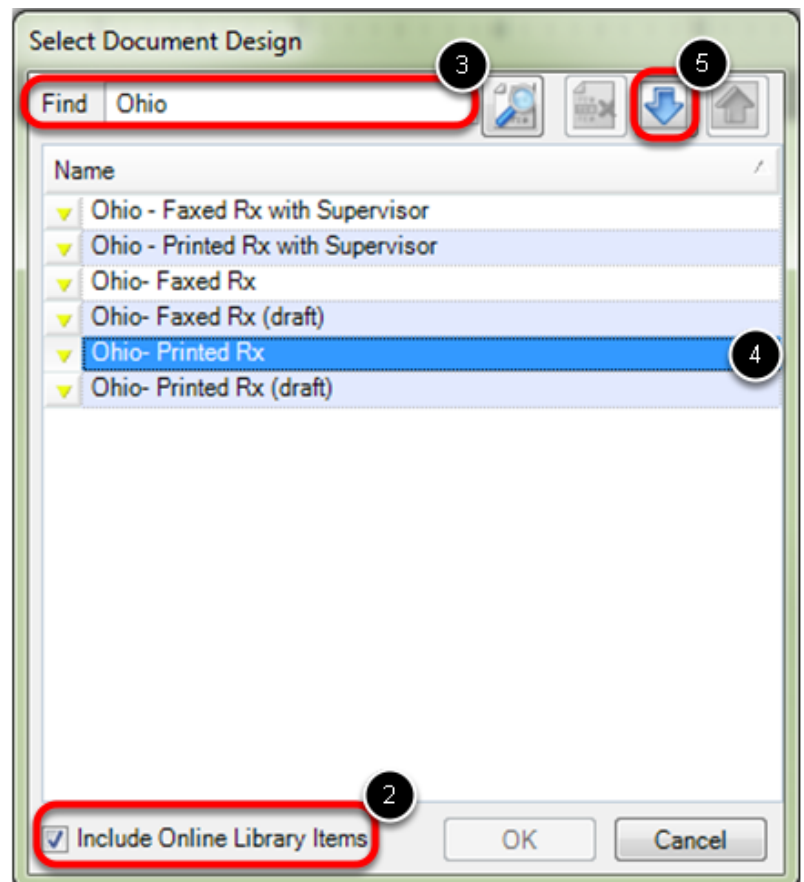 Select Document Design
3
5
Find Ohio
Name
Ohio - Faxed Rx with Supervisor
Ohio - Printed Rx with Supervisor
Ohio- Faxed Rx
Ohio- Faxed Rx (draft)
Ohio- Printed Rx
4
Ohio- Printed Rx (draft)
2
Include Online Library Items OK Cancel